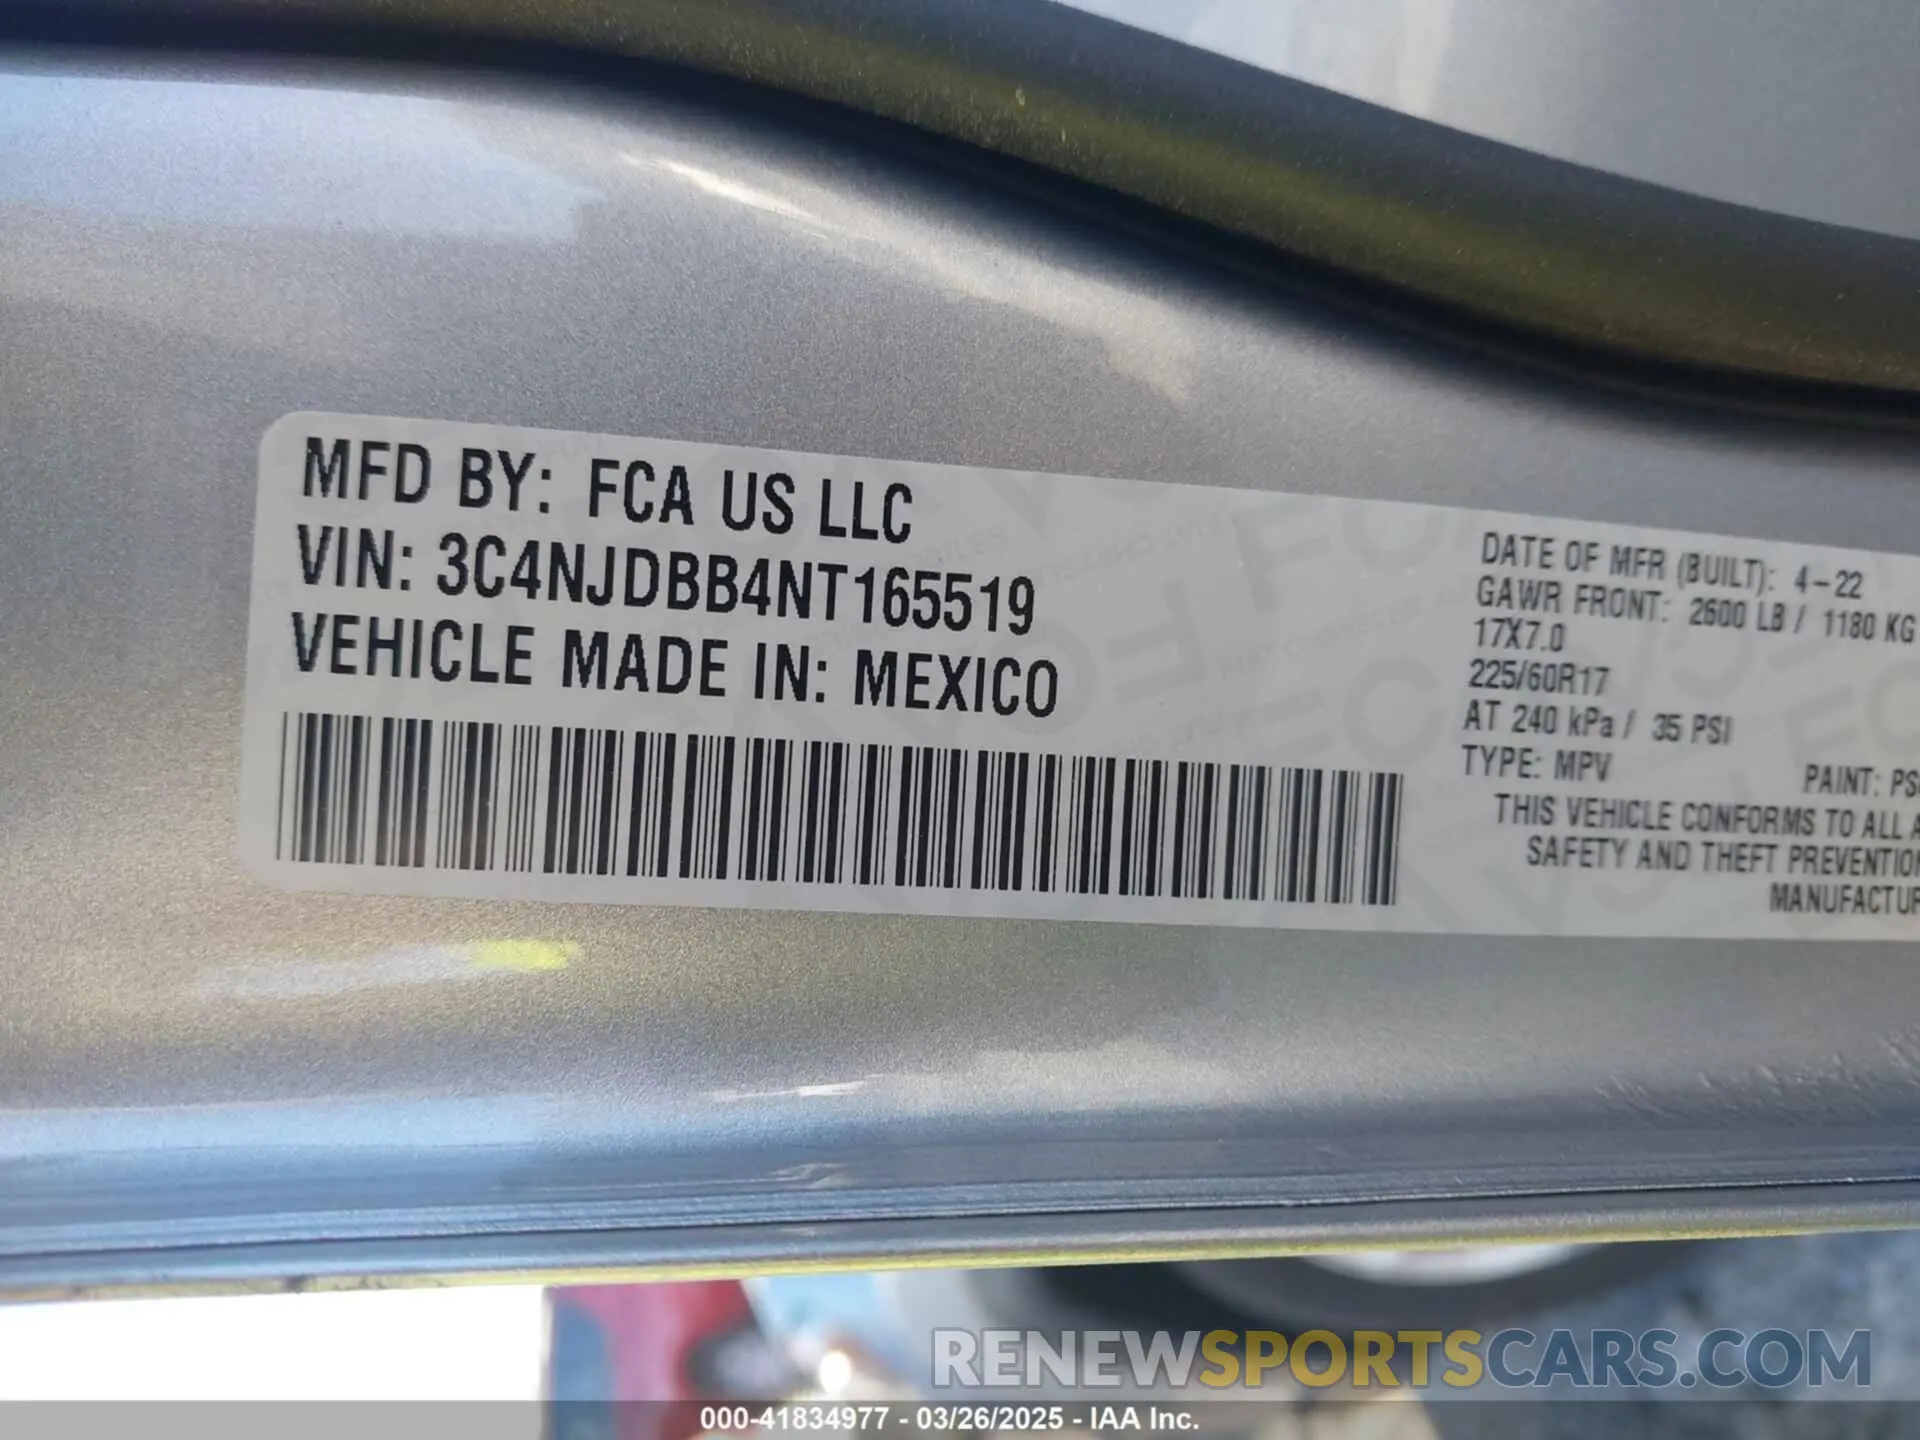 MFD BY: FCA US LLC
VIN: 3C4NJDBB4NT165519
VEHICLE MADE IN: MEXICO
DATE OF MFR (BUILT): 4-22
GAWR FRONT: 2600 LB / 1180 KG
17X7.0
225/60R17
AT 240 kPa / 35 PSI
TYPE: MPV PAINT:
THIS VEHICLE CONFORMS TO ALL
SAFETY AND THEFT
RENEWSPORTSCARS.COM
000-41834977 - 03/26/2025 - IAA Inc.